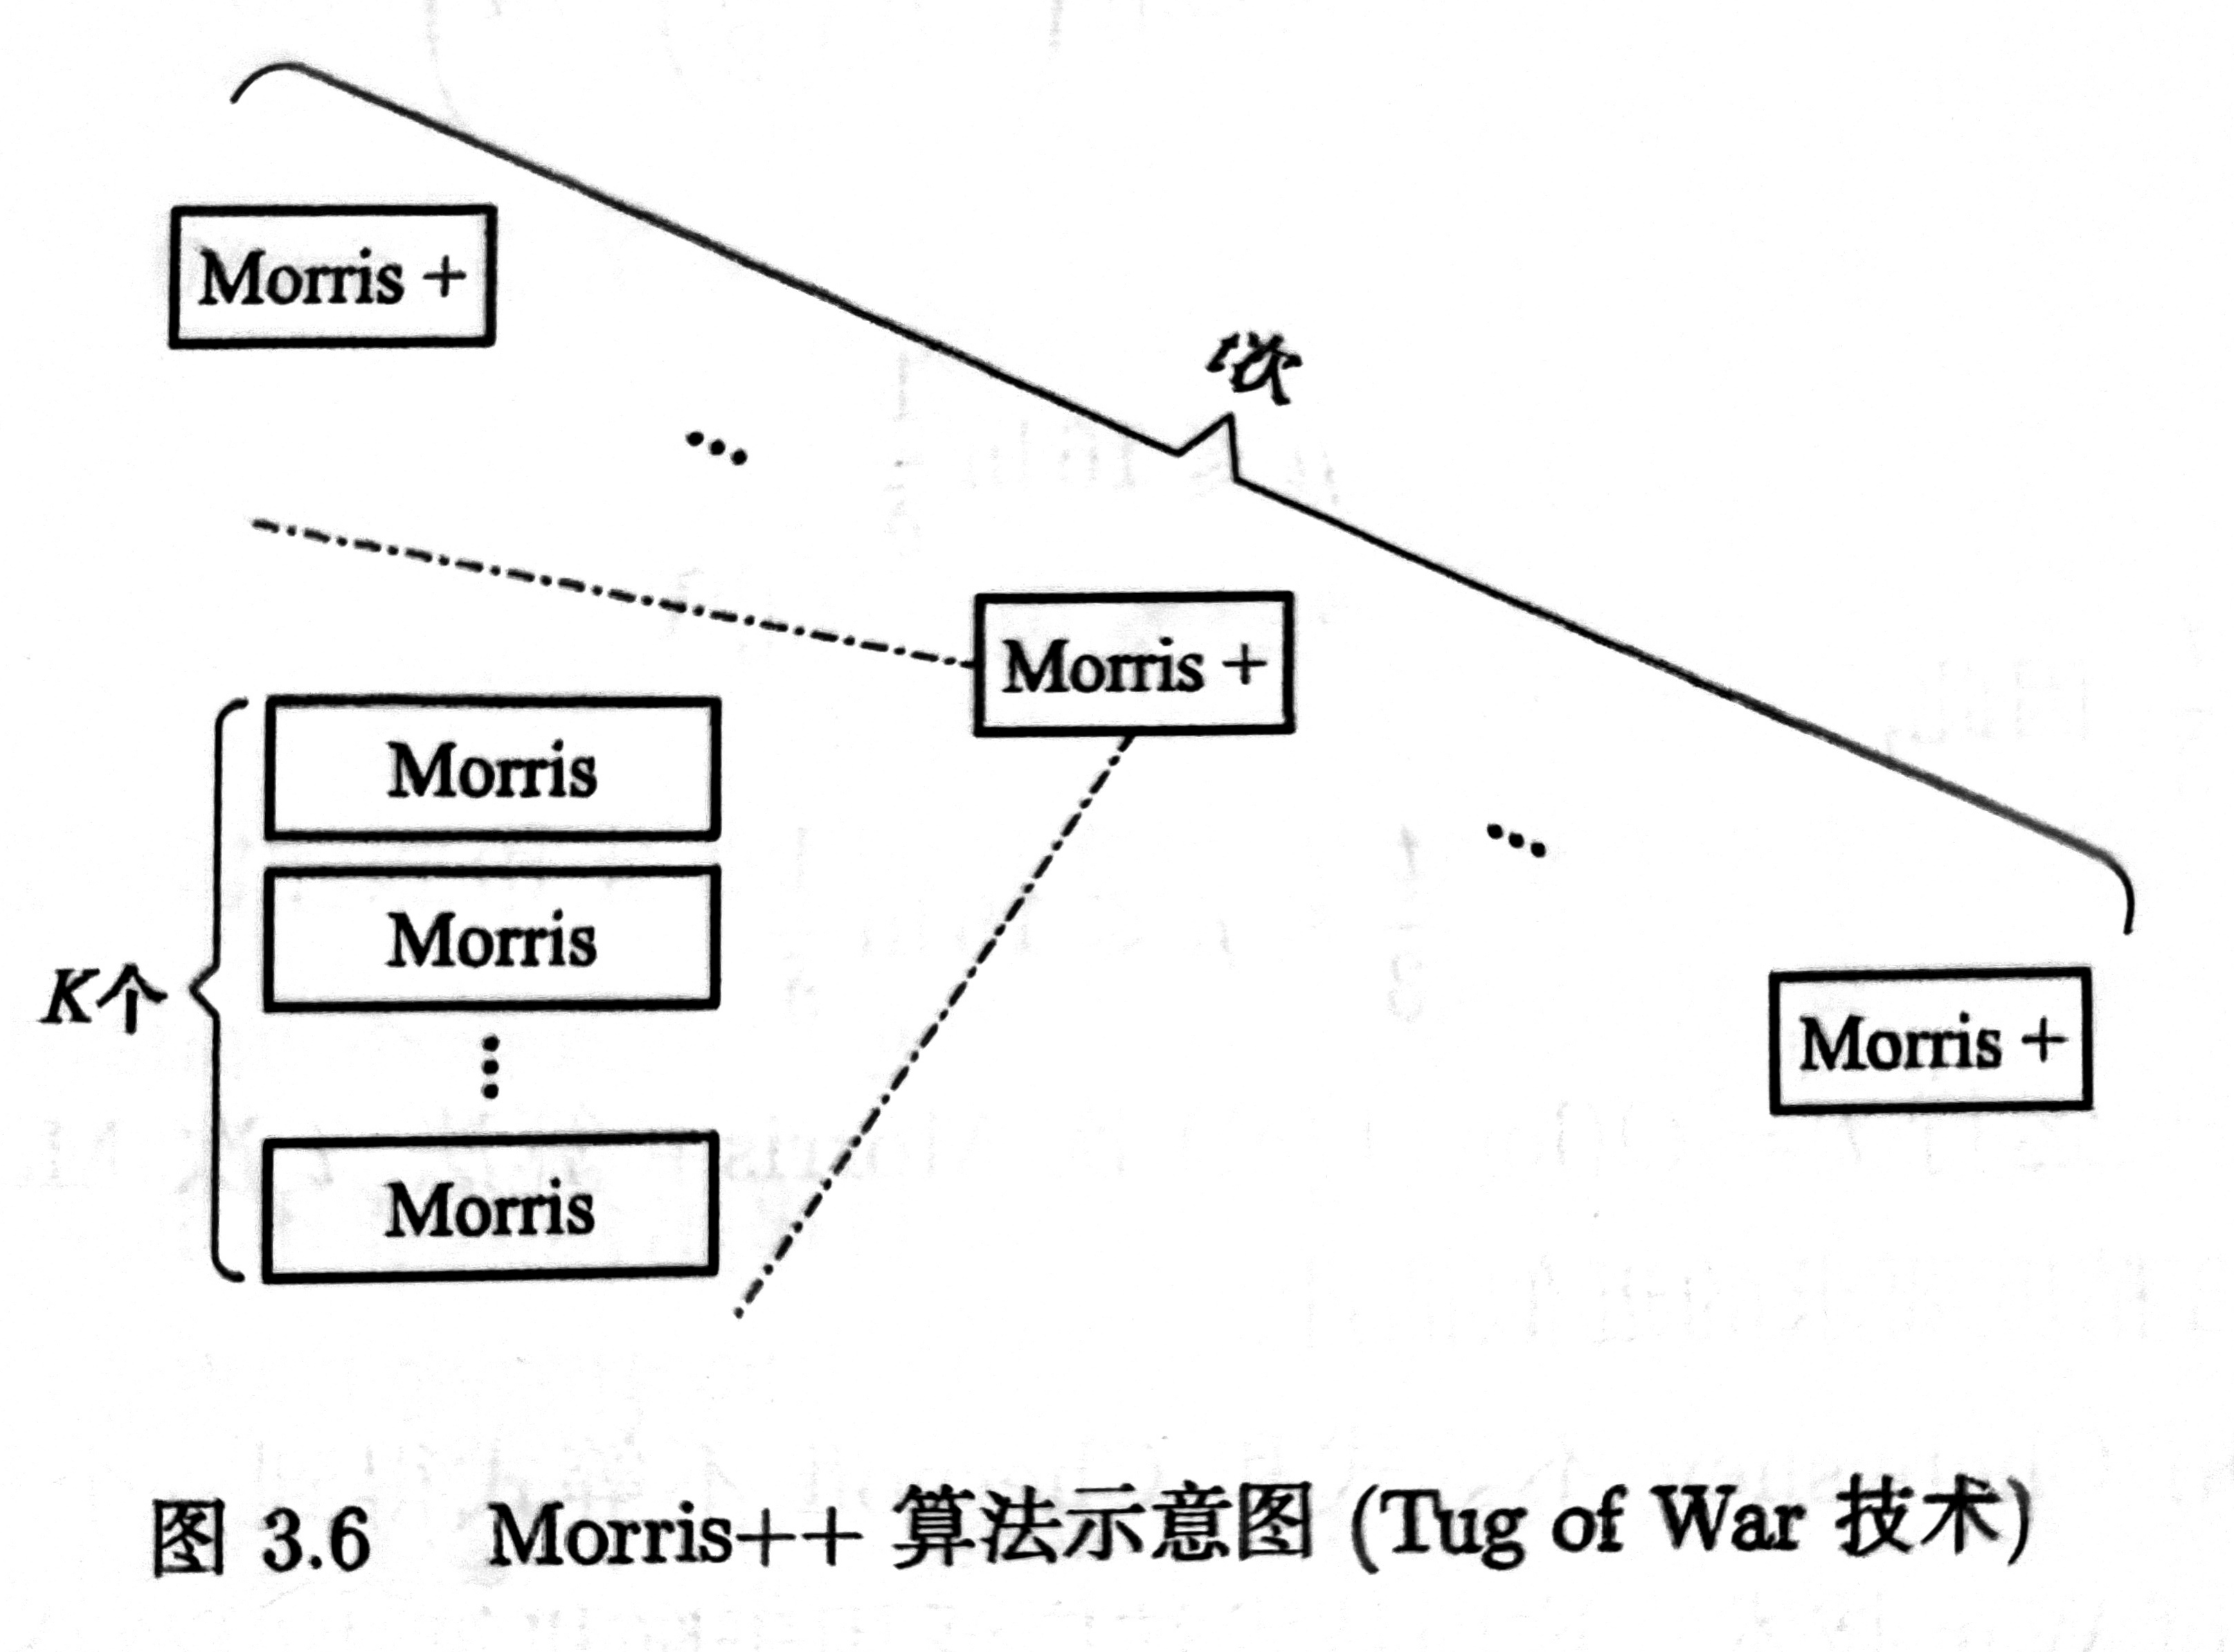 Morris +
t次
Morris +
Morris
Morris
K个
Morris
Morris +
图 3.6 Morris++ 算法示意图 (Tug of War 技术)